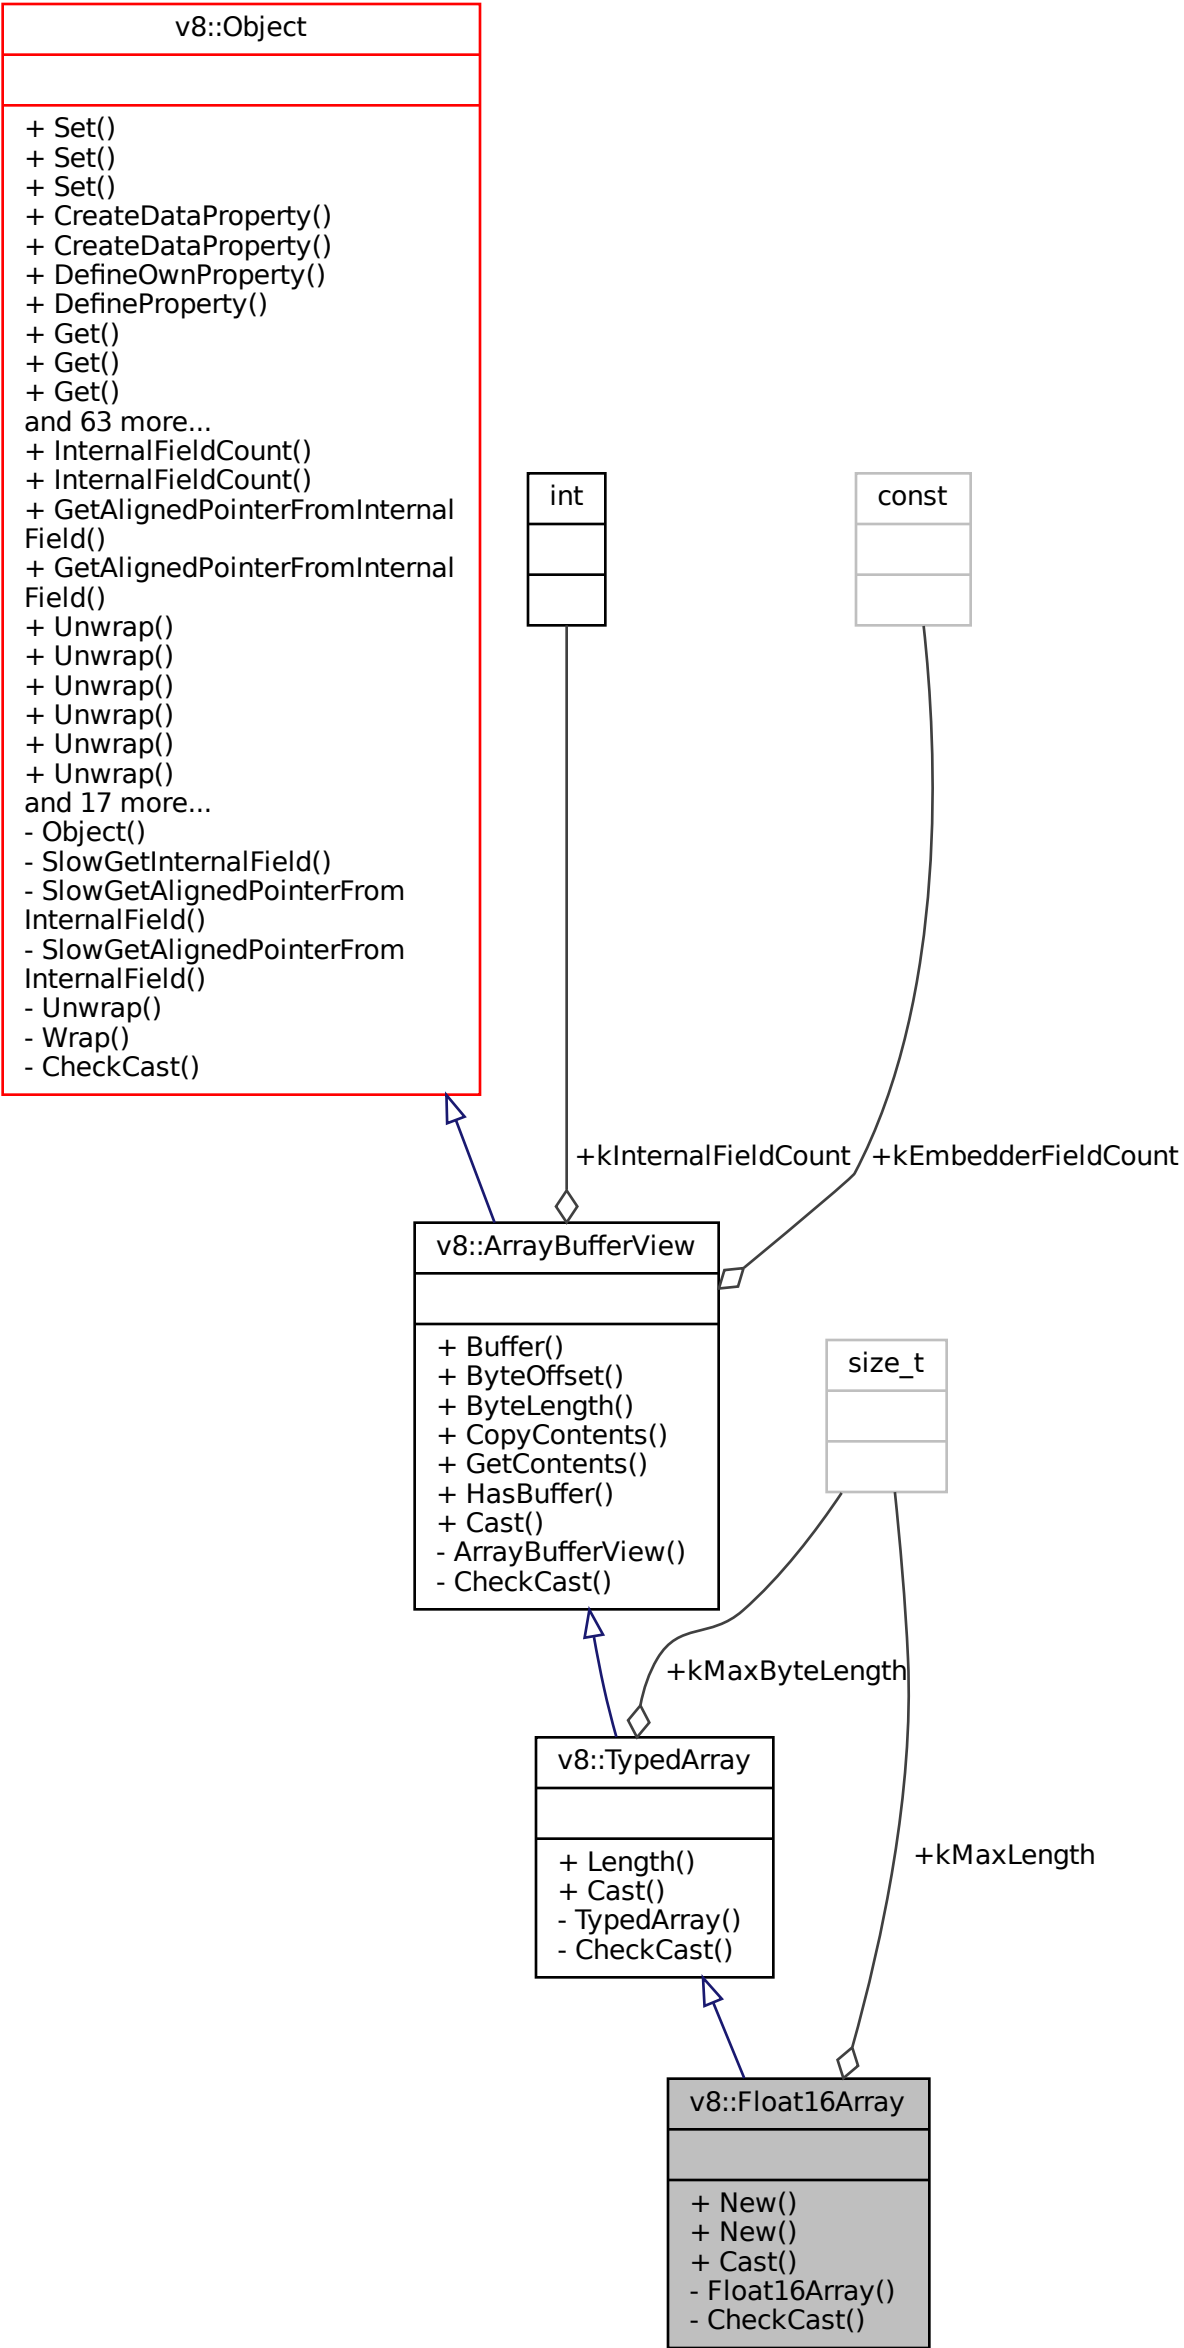 v8::Object
+ Set()
+ Set()
+ Set()
+ CreateDataProperty()
+ CreateDataProperty()
+ DefineOwnProperty()
+ DefineProperty()
+ Get()
+ Get()
+ Get()
and 63 more...
+ InternalFieldCount()
+ InternalFieldCount()
+ GetAlignedPointerFromInternal
Field()
+ GetAlignedPointerFromInternal
Field()
+ Unwrap()
+ Unwrap()
+ Unwrap()
+ Unwrap()
+ Unwrap()
+ Unwrap()
and 17 more...
- Object()
- SlowGetInternalField()
- SlowGetAlignedPointerFrom
InternalField()
- SlowGetAlignedPointerFrom
InternalField()
- Unwrap()
- Wrap()
- CheckCast()
int
const
+kInternalFieldCount
+kEmbedderFieldCount
v8::ArrayBufferView
+ Buffer()
+ ByteOffset()
+ ByteLength()
+ CopyContents()
+ GetContents()
+ HasBuffer()
+ Cast()
- ArrayBufferView()
- CheckCast()
size_t
+kMaxByteLength
v8::TypedArray
+ Length()
+ Cast()
- TypedArray()
- CheckCast()
+kMaxLength
v8::Float16Array
+ New()
+ New()
+ Cast()
- Float16Array()
- CheckCast()